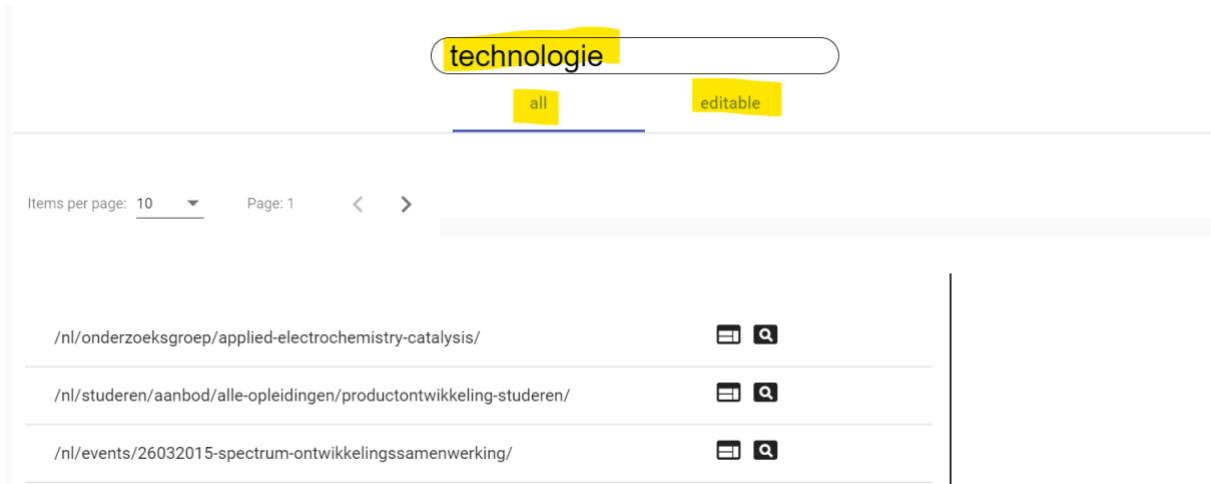 technologie
all editable
Items per page: 10 Page: 1
/nl/onderzoeksgroep/applied-electrochemistry-catalysis/
/nl/studeren/aanbod/alle-opleidingen/productontwikkeling-studeren/
/nl/events/26032015-spectrum-ontwikkelingssamenwerking/